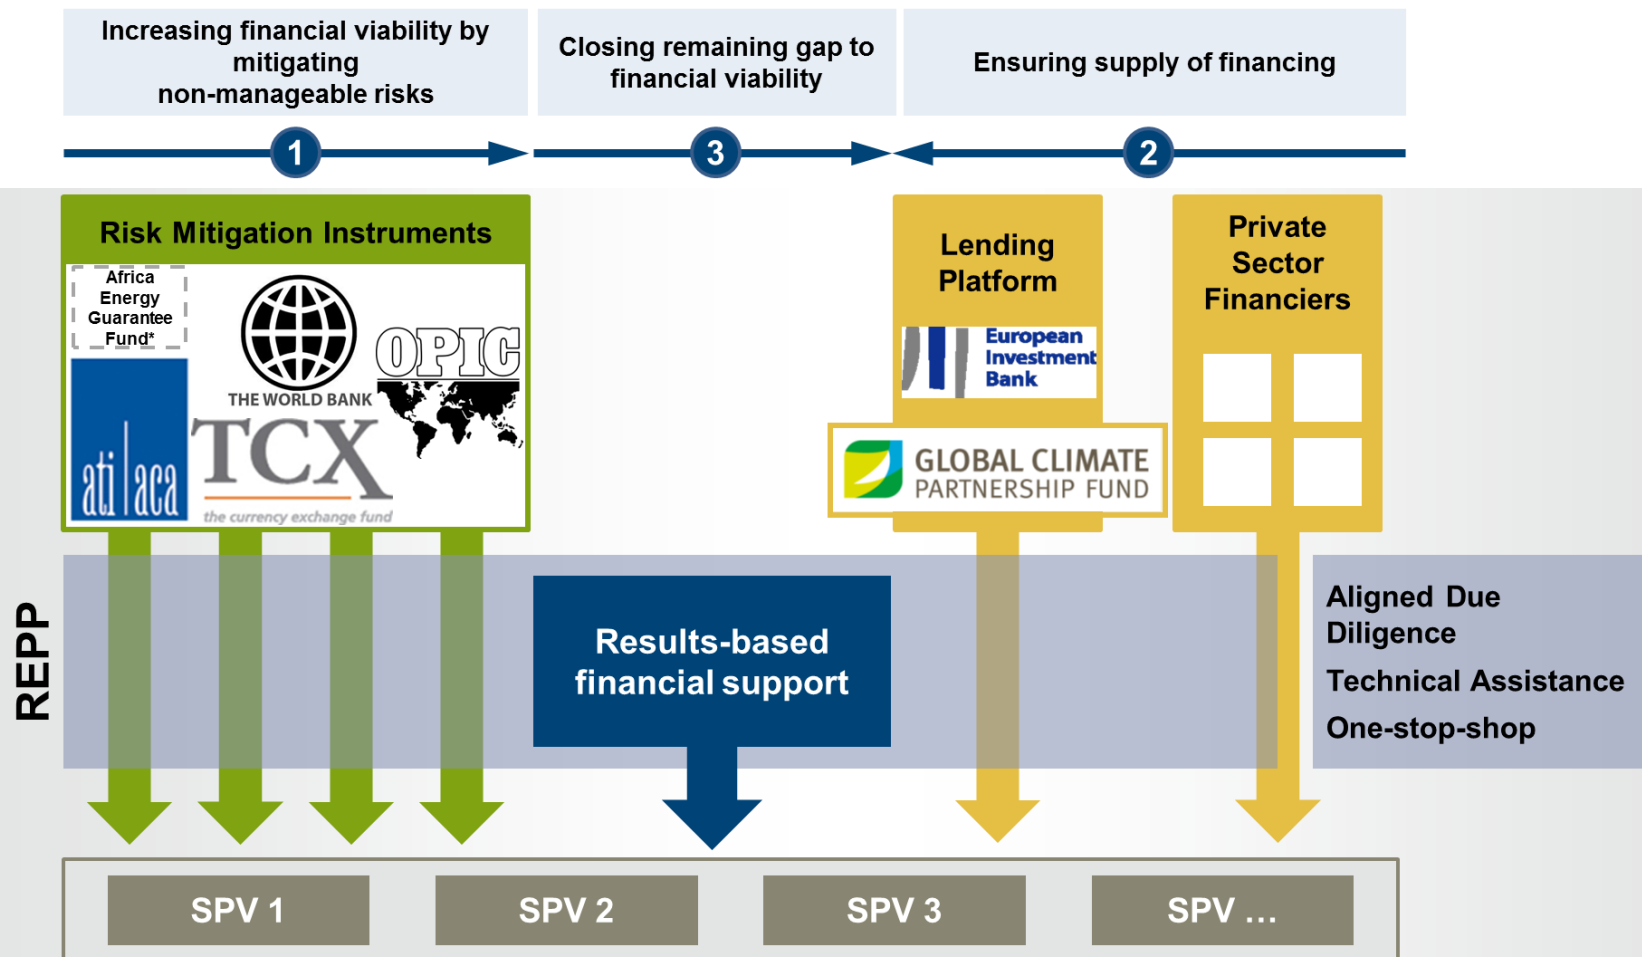 Increasing financial viability by
mitigating
non-manageable risks
Closing remaining gap to
financial viability
Ensuring supply of financing
1
3
2
Risk Mitigation Instruments
Africa
Energy
Guarantee
Fund*
THE WORLD BANK
OPIC
ati aca
TCX
the currency exchange fund
Lending
Platform
European
Investment
Bank
GLOBAL CLIMATE
PARTNERSHIP FUND
Private
Sector
Financiers
REPP
Results-based
financial support
Aligned Due
Diligence
Technical Assistance
One-stop-shop
SPV 1
SPV 2
SPV 3
SPV ...